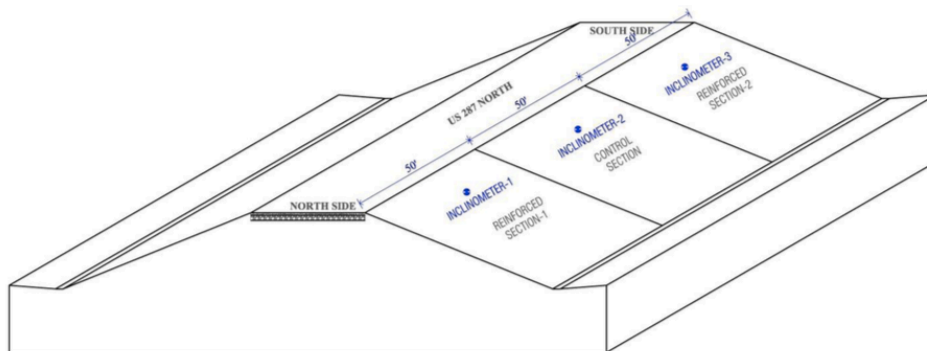 SOUTH SIDE
50'
US 287 NORTH
50'
50'
NORTH SIDE
INCLINOMETER-3
REINFORCED
SECTION-2
INCLINOMETER-2
CONTROL
SECTION
INCLINOMETER-1
REINFORCED
SECTION-1